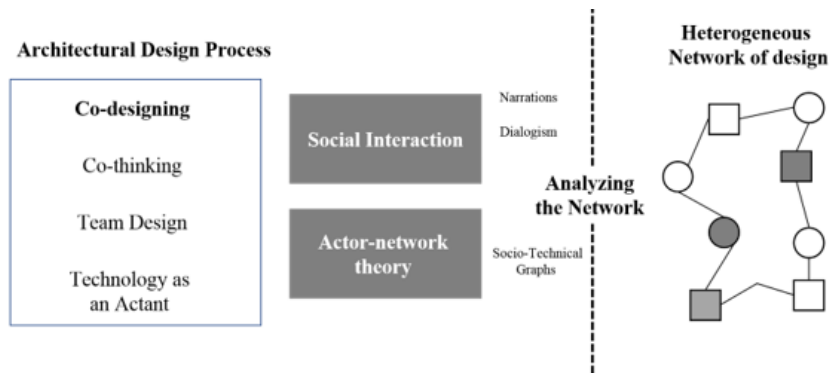 Architectural Design Process
Co-designing
Co-thinking
Team Design
Technology as
an Actant
Social Interaction
Actor-network
theory
Narrations
Dialogism
Analyzing
the Network
Socio-Technical
Graphs
Heterogeneous
Network of design